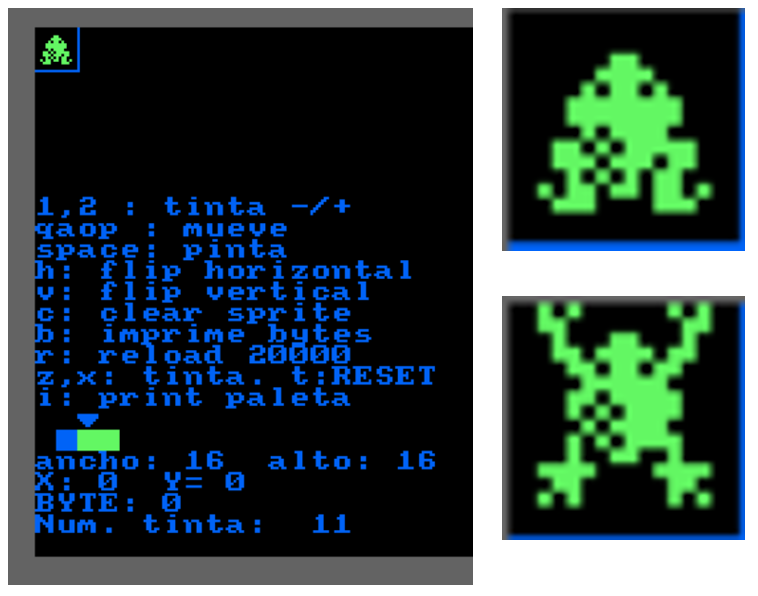 1,2 : tinta -/+
qaop : mueve
space: pinta
h: flip horizontal
v: flip vertical
c: clear sprite
b: imprime bytes
r: reload 20000
z,x: tinta. t:RESET
i: print paleta
ancho: 16 alto: 16
X: 0 Y= 0
BYTE: 0
Num. tinta: 11